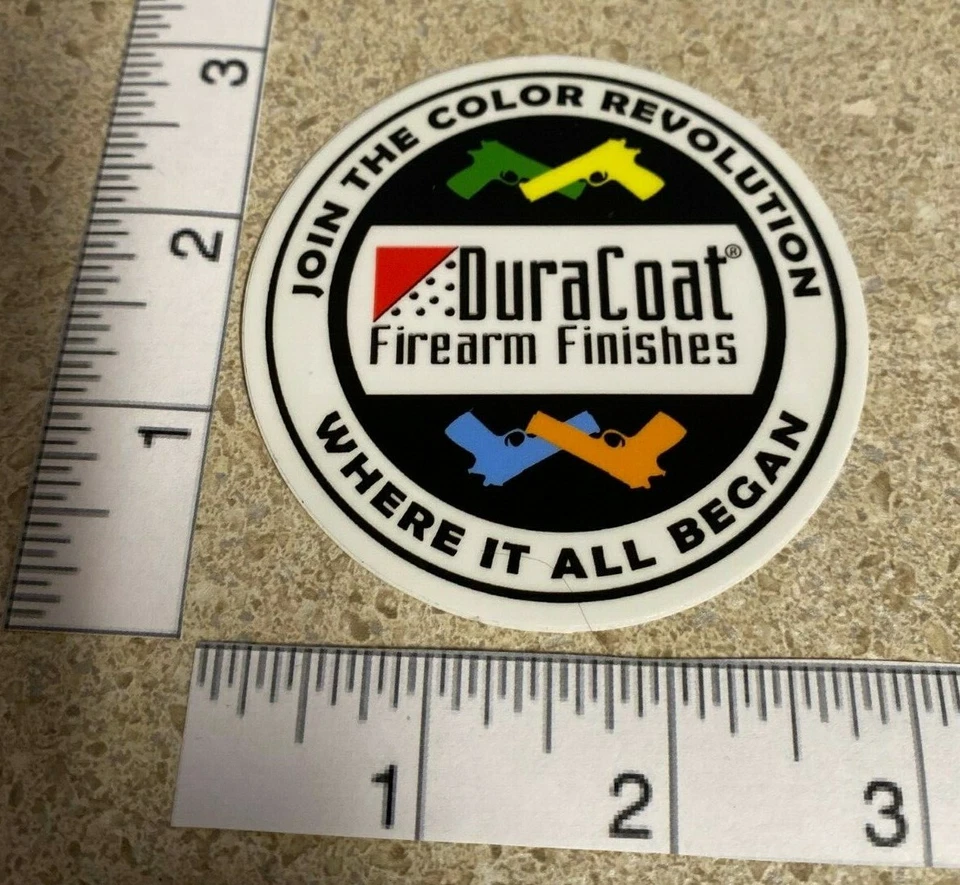 JOIN THE COLOR REVOLUTION
DuraCoat®
Firearm Finishes
WHERE IT ALL BEGAN
3
2
1
1 2 3